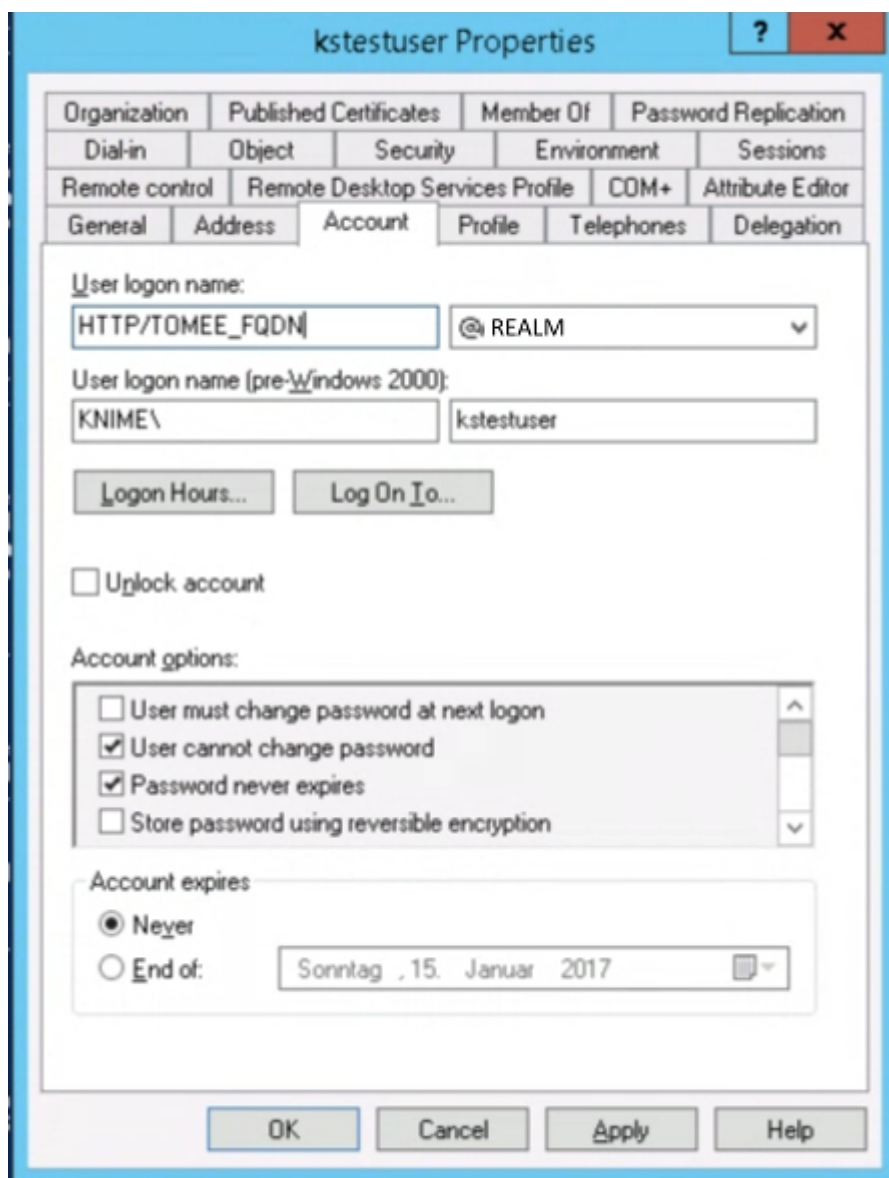 kstestuser Properties ? x
Organization Published Certificates Member Of Password Replication
Dial-in Object Security Environment Sessions
Remote control Remote Desktop Services Profile COM+ Attribute Editor
General Address Account Profile Telephones Delegation
User logon name:
HTTP/TOMEE_FQDN @ REALM
User logon name (pre-Windows 2000):
KNIME\ kstestuser
Logon Hours... Log On To...
Unlock account
Account options:
User must change password at next logon
User cannot change password
Password never expires
Store password using reversible encryption
Account expires
Never
End of: Sonntag , 15. Januar 2017
OK Cancel Apply Help